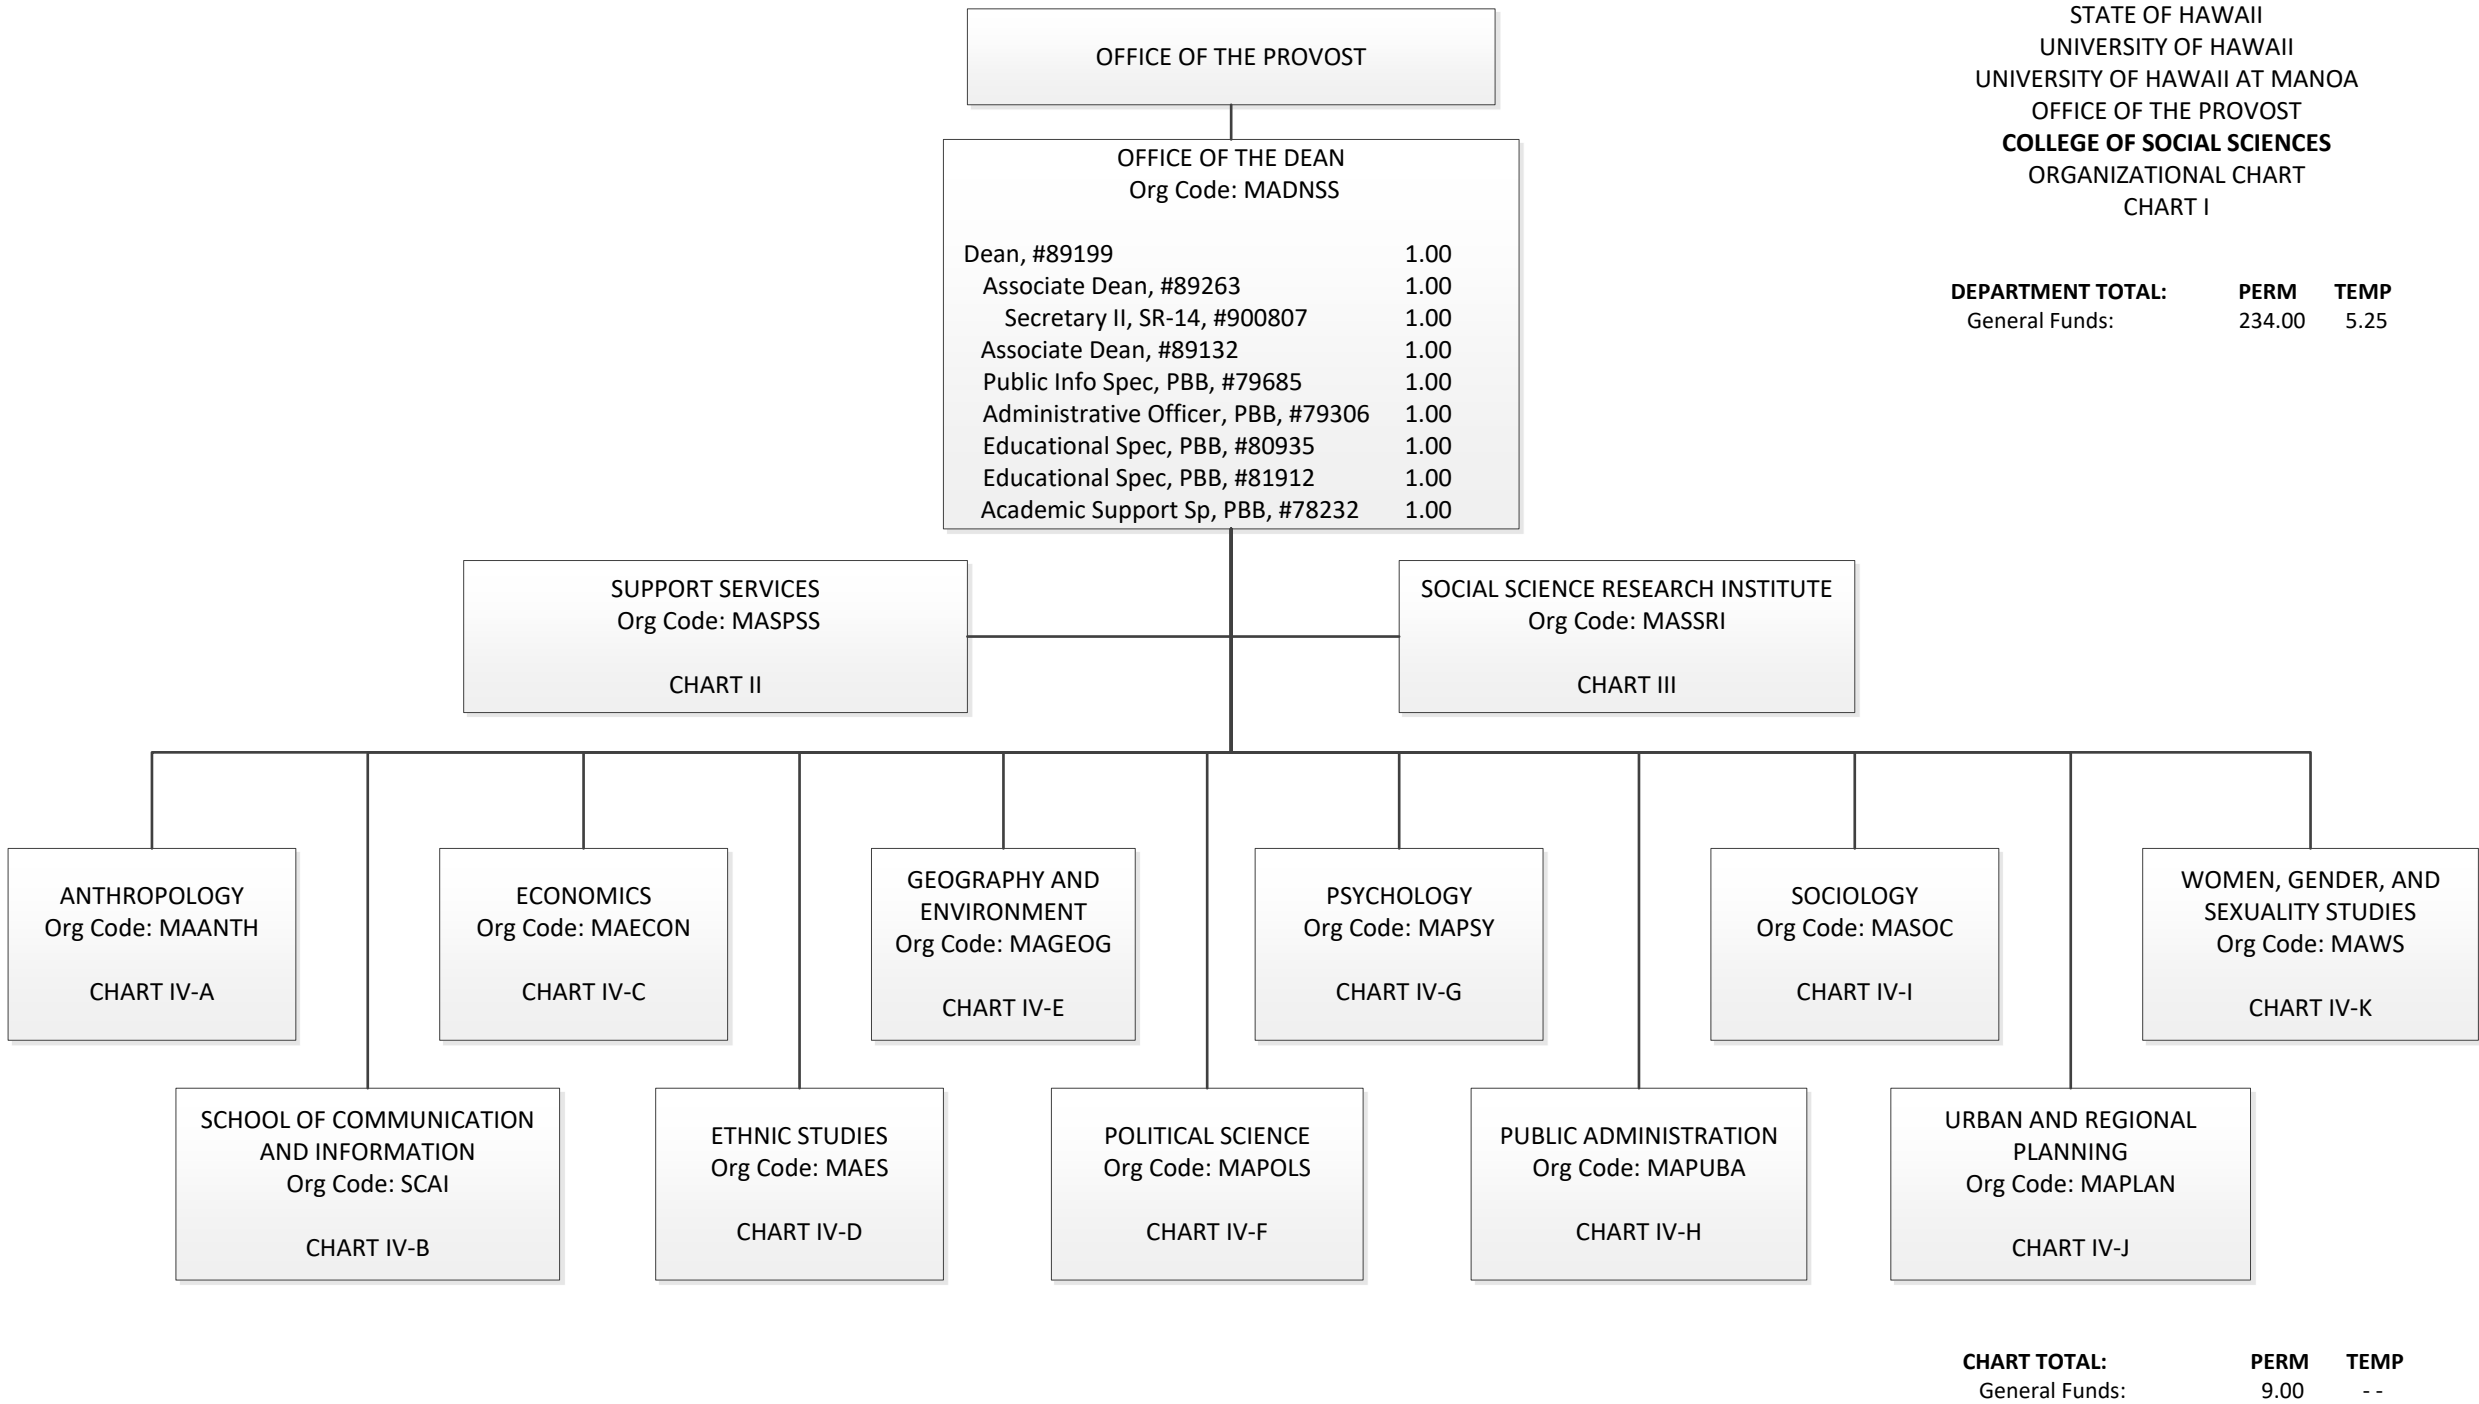 OFFICE OF THE PROVOST
STATE OF HAWAII
UNIVERSITY OF HAWAII
UNIVERSITY OF HAWAII AT MANOA
OFFICE OF THE PROVOST
COLLEGE OF SOCIAL SCIENCES
ORGANIZATIONAL CHART
CHART I
DEPARTMENT TOTAL: PERM TEMP
General Funds: 234.00 5.25
OFFICE OF THE DEAN
Org Code: MADNSS
Dean, #89199 1.00
Associate Dean, #89263 1.00
Secretary II, SR-14, #900807 1.00
Associate Dean, #89132 1.00
Public Info Spec, PBB, #79685 1.00
Administrative Officer, PBB, #79306 1.00
Educational Spec, PBB, #80935 1.00
Educational Spec, PBB, #81912 1.00
Academic Support Sp, PBB, #78232 1.00
SUPPORT SERVICES
Org Code: MASPSS
CHART II
SOCIAL SCIENCE RESEARCH INSTITUTE
Org Code: MASSRI
CHART III
ANTHROPOLOGY
Org Code: MAANTH
CHART IV-A
ECONOMICS
Org Code: MAECON
CHART IV-C
GEOGRAPHY AND
ENVIRONMENT
Org Code: MAGEOG
CHART IV-E
PSYCHOLOGY
Org Code: MAPSY
CHART IV-G
SOCIOLOGY
Org Code: MASOC
CHART IV-I
WOMEN, GENDER, AND
SEXUALITY STUDIES
Org Code: MAWS
CHART IV-K
SCHOOL OF COMMUNICATION
AND INFORMATION
Org Code: SCAI
CHART IV-B
ETHNIC STUDIES
Org Code: MAES
CHART IV-D
POLITICAL SCIENCE
Org Code: MAPOLS
CHART IV-F
PUBLIC ADMINISTRATION
Org Code: MAPUBA
CHART IV-H
URBAN AND REGIONAL
PLANNING
Org Code: MAPLAN
CHART IV-J
CHART TOTAL: PERM TEMP
General Funds: 9.00 - -